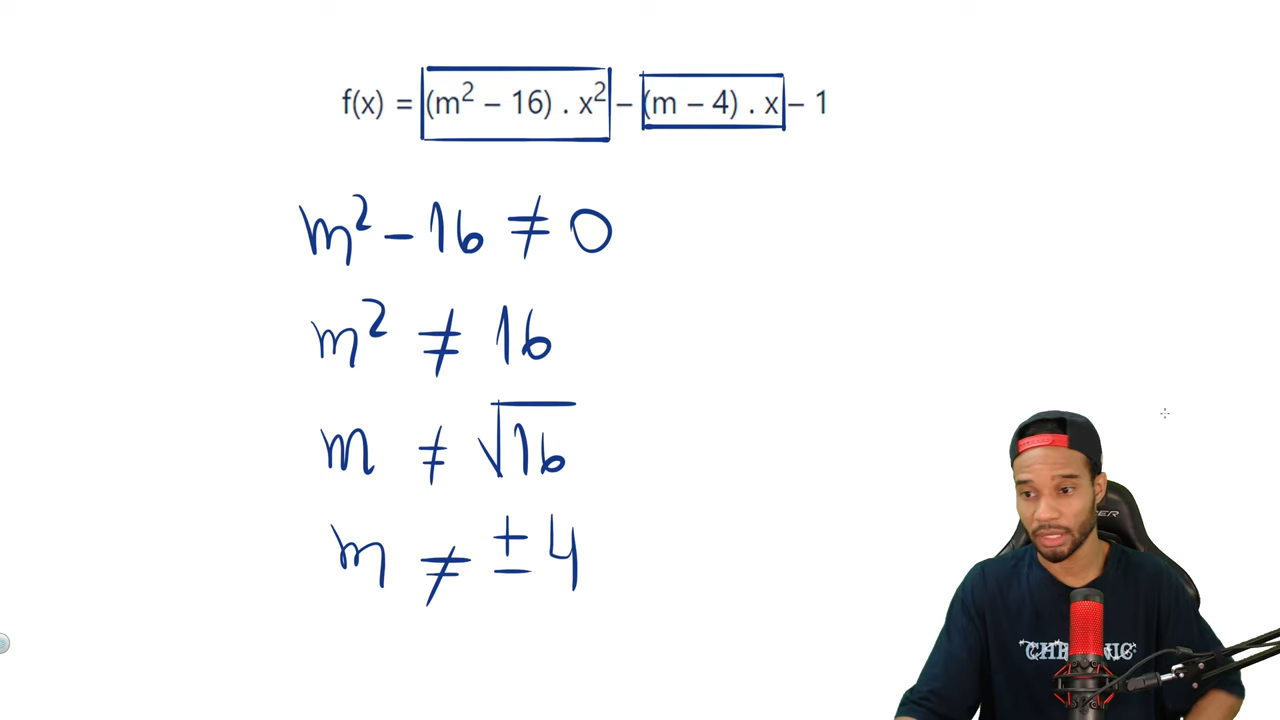 f(x) = (m² – 16) . x² – (m – 4) . x – 1
m² – 16 ≠ 0
m² ≠ 16
m ≠ √16
m ≠ ± 4